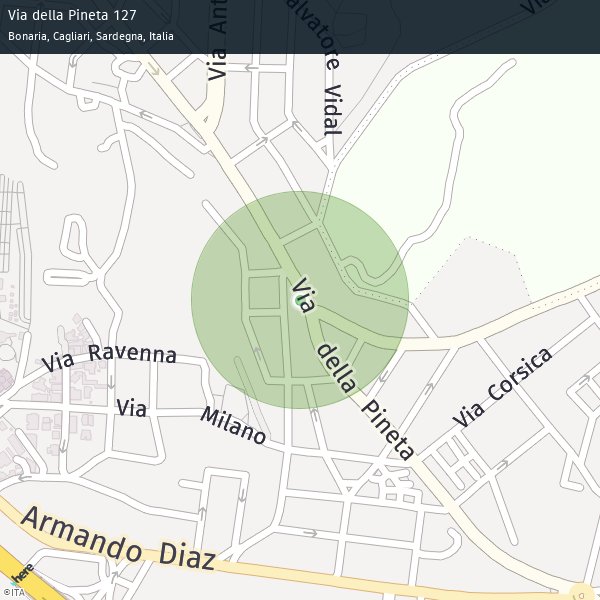 Via della Pineta 127
Bonaria, Cagliari, Sardegna, Italia
Via Ant
alvatore Vidal
Via
Via della Pineta
Via Ravenna
Via Corsica
Via Milano
Armando Diaz
here
©ITA